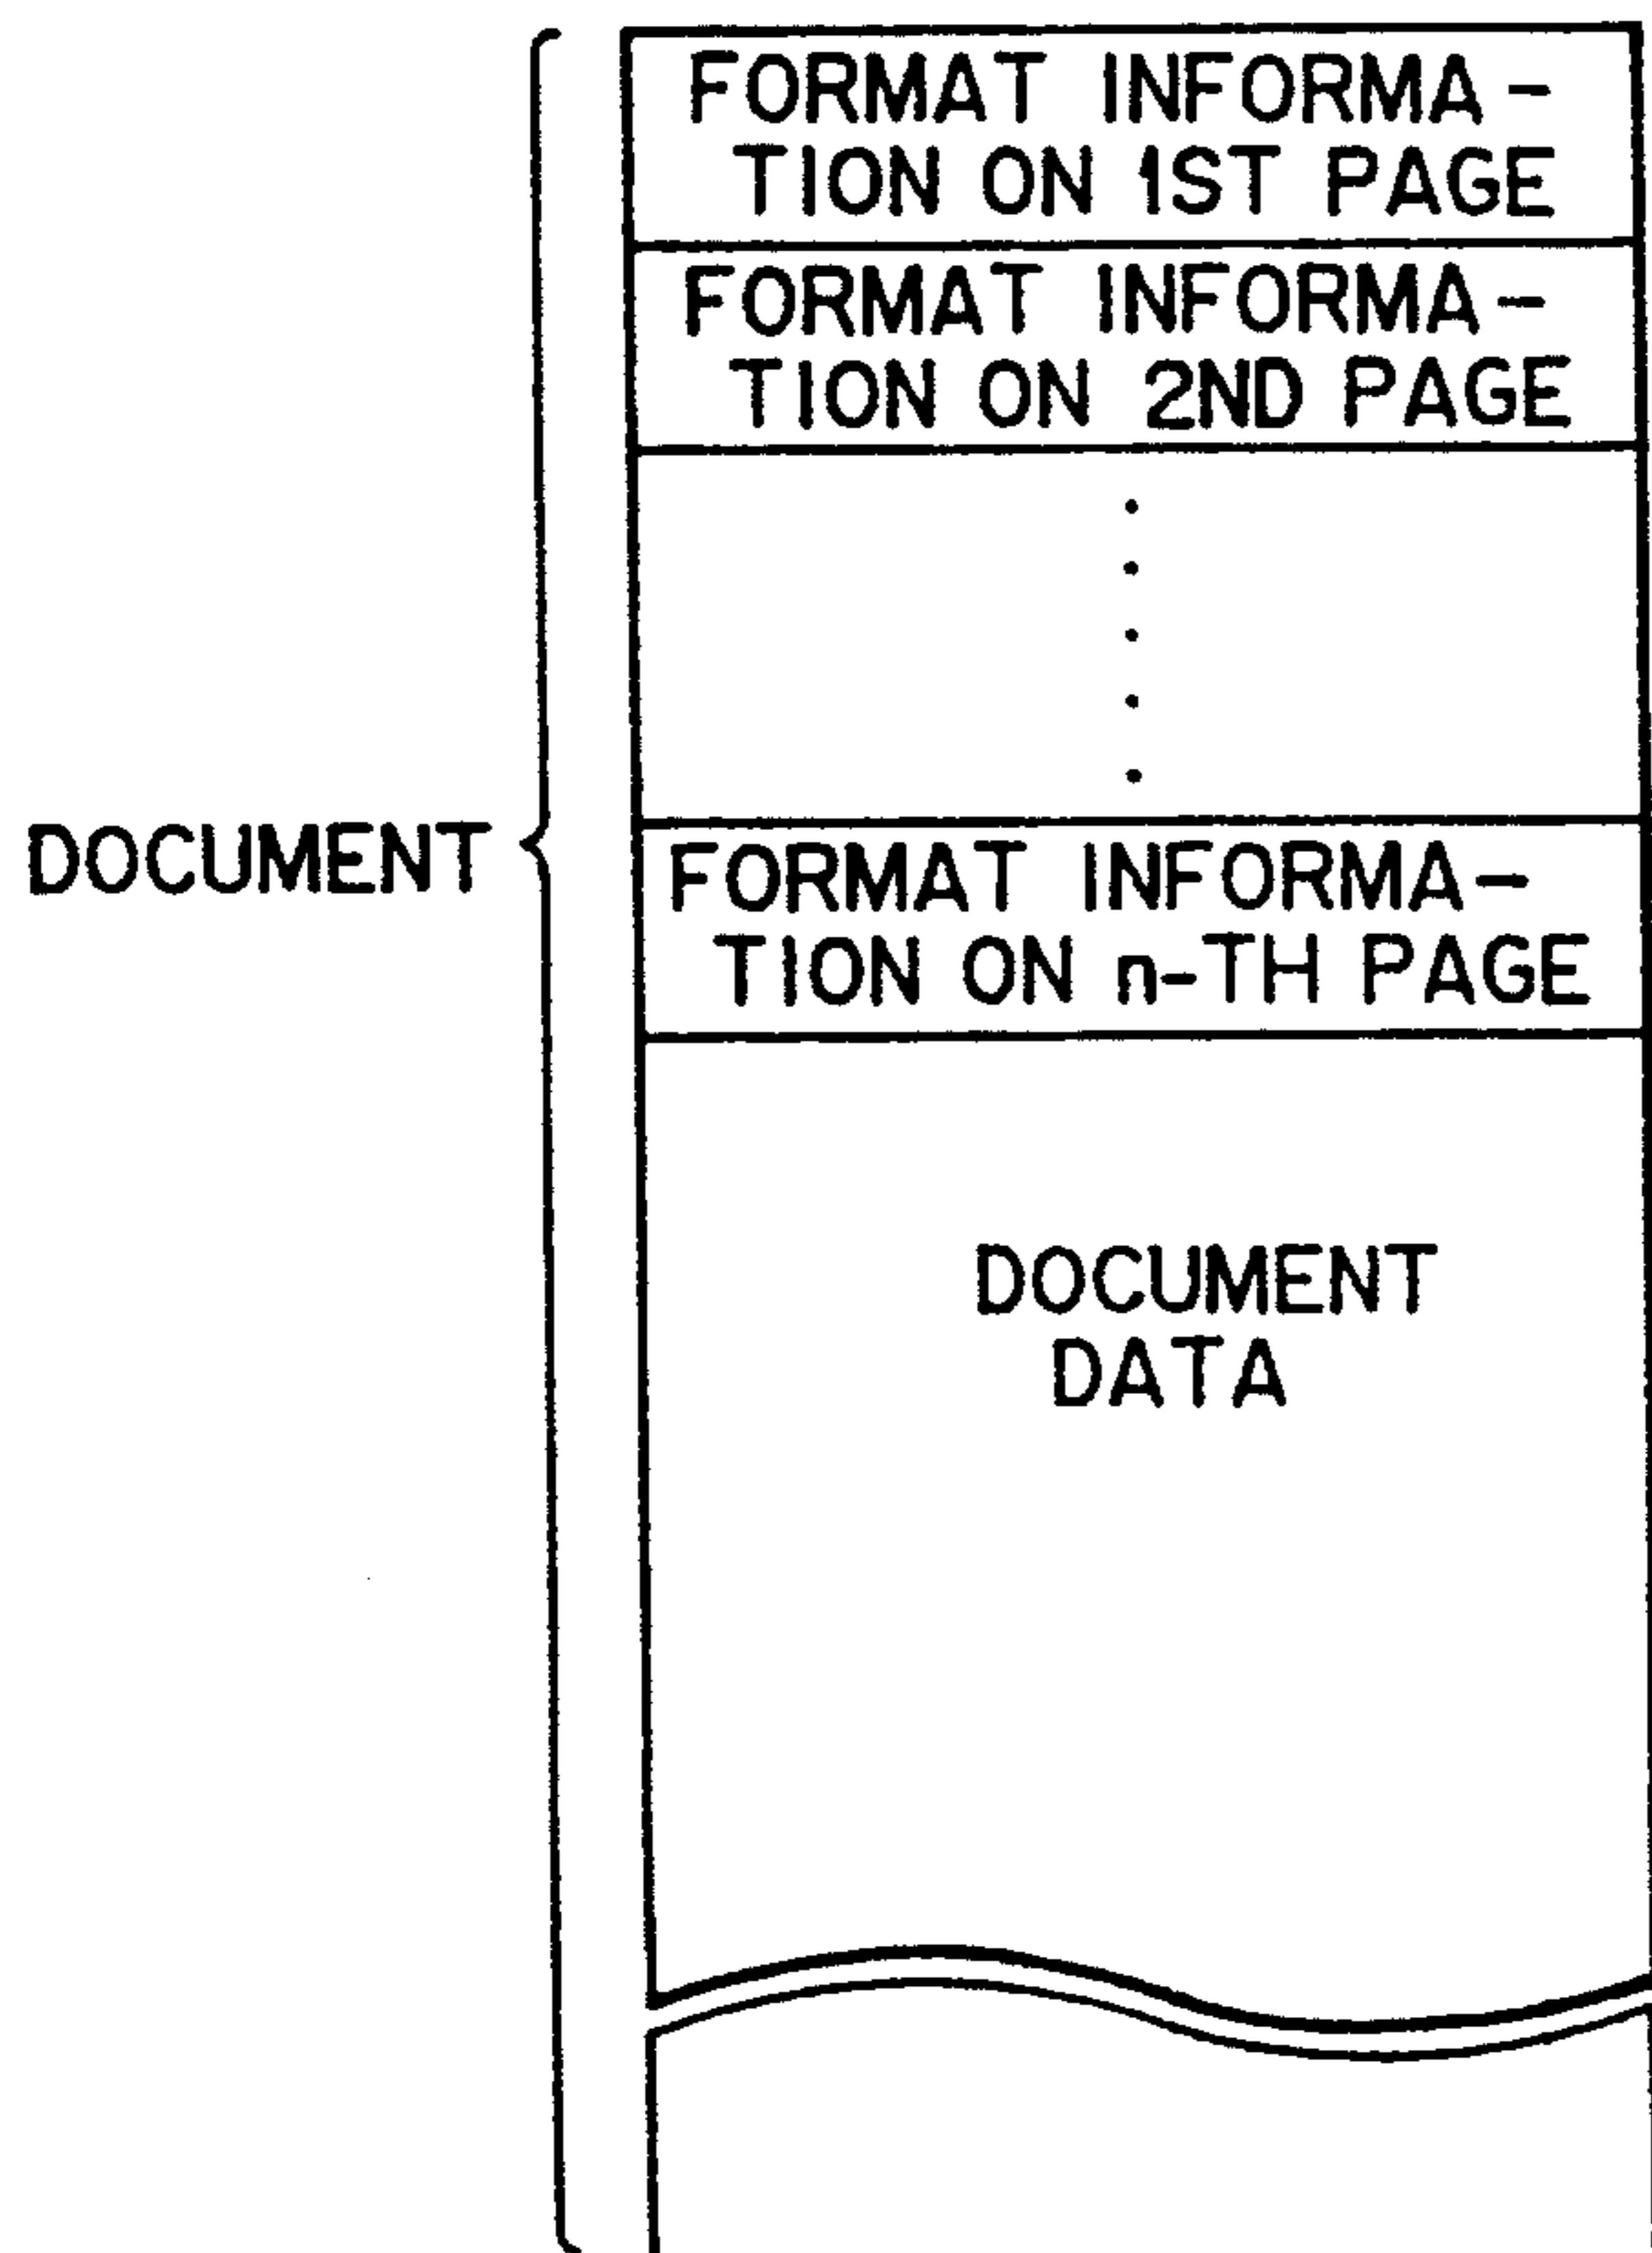 FORMAT INFORMA-
TION ON 1ST PAGE
FORMAT INFORMA-
TION ON 2ND PAGE
DOCUMENT
FORMAT INFORMA-
TION ON n-TH PAGE
DOCUMENT
DATA